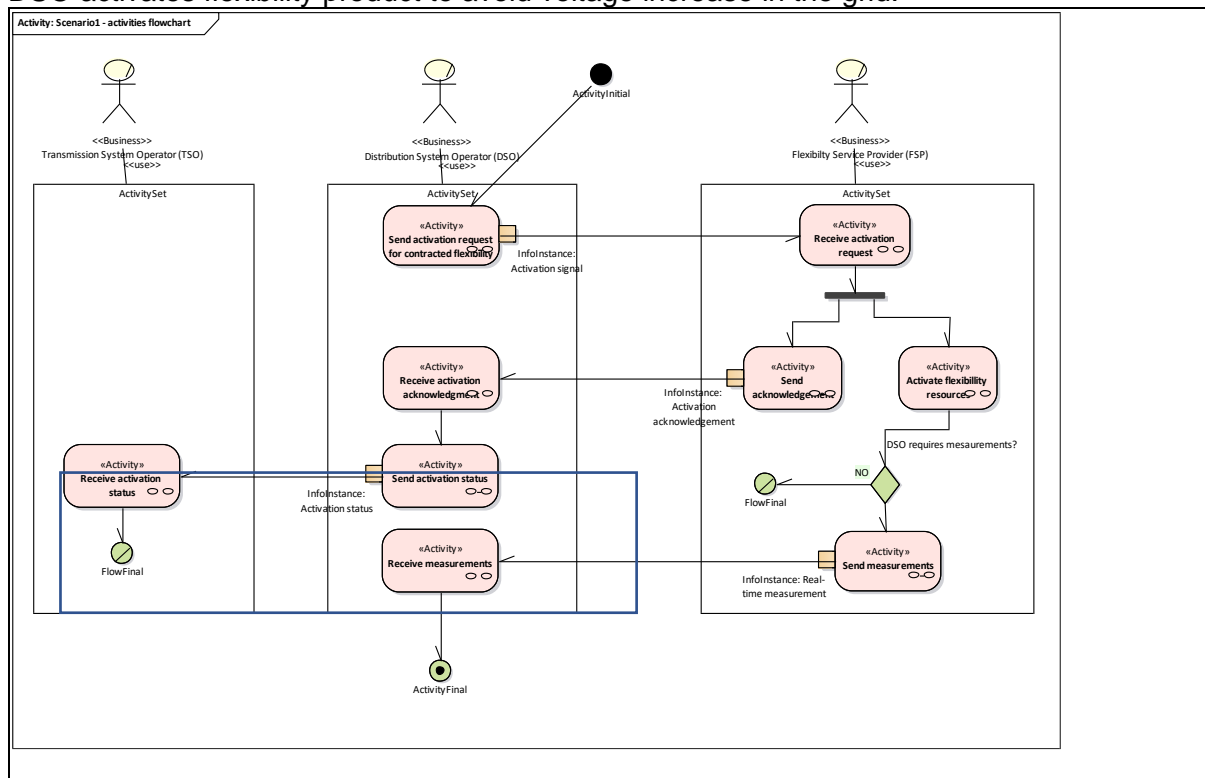 DSO activates flexibility product to avoid voltage increase in the grid.
Activity: Scenario1 - activities flowchart
ActivityInitial
<<Business>>
Transmission System Operator (TSO)
<<use>>
<<Business>>
Distribution System Operator (DSO)
<<use>>
<<Business>>
Flexibilty Service Provider (FSP)
<<use>>
ActivitySet
ActivitySet
ActivitySet
«Activity»
Send activation request
for contracted flexibility
InfoInstance:
Activation signal
«Activity»
Receive activation
request
«Activity»
Receive activation
acknowledgment
InfoInstance:
Activation
acknowledgement
«Activity»
Send
acknowledgement
«Activity»
Activate flexibility
resources
DSO requires mesaurements?
NO
FlowFinal
«Activity»
Receive activation
status
InfoInstance:
Activation status
«Activity»
Send activation status
FlowFinal
«Activity»
Receive measurements
InfoInstance: Real-
time measurement
«Activity»
Send measurements
ActivityFinal